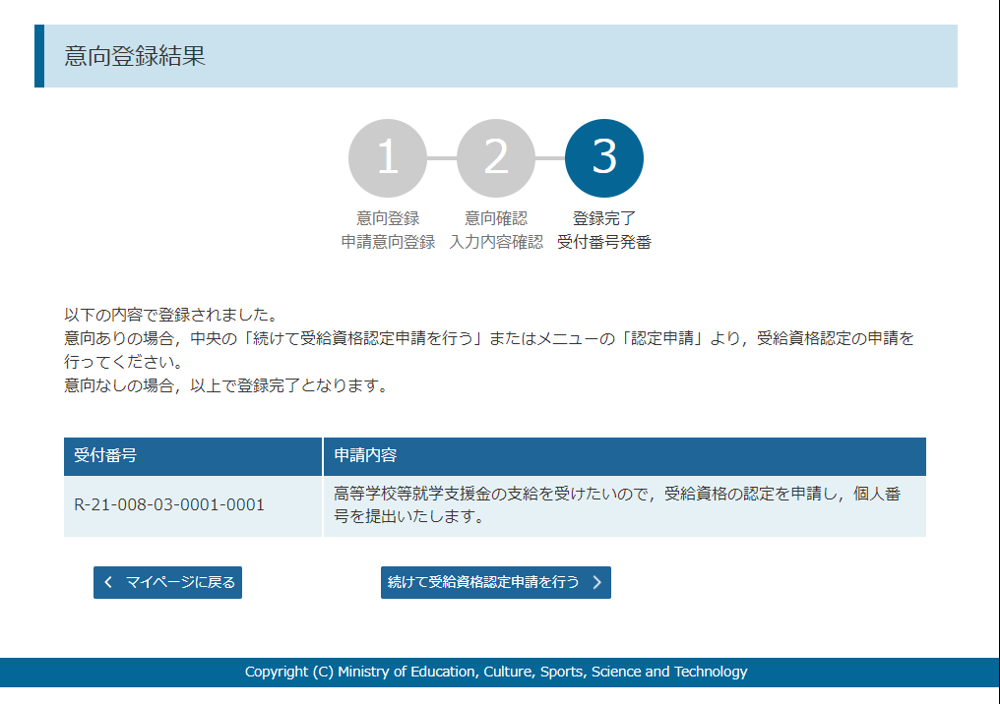 意向登録結果
1 2 3
意向登録 意向確認 登録完了
申請意向登録 入力内容確認 受付番号発番
以下の内容で登録されました。
意向ありの場合，中央の「続けて受給資格認定申請を行う」またはメニューの「認定申請」より，受給資格認定の申請を
行ってください。
意向なしの場合，以上で登録完了となります。
受付番号 申請内容
R-21-008-03-0001-0001 高等学校等就学支援金の支給を受けたいので，受給資格の認定を申請し，個人番
号を提出いたします。
マイページに戻る 続けて受給資格認定申請を行う
Copyright (C) Ministry of Education, Culture, Sports, Science and Technology